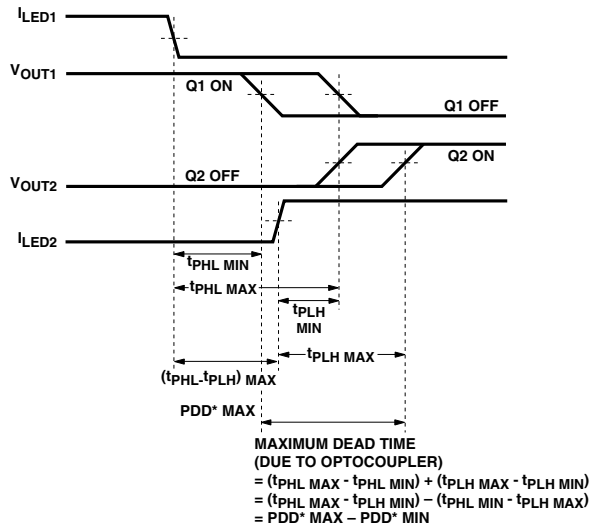 ILED1
VOUT1
Q1 ON
Q1 OFF
Q2 ON
Q2 OFF
VOUT2
ILED2
tPHL MIN
tPHL MAX
tPLH
MIN
tPLH MAX
(tPHL-tPLH) MAX
PDD* MAX
MAXIMUM DEAD TIME
(DUE TO OPTOCOUPLER)
= (tPHL MAX - tPHL MIN) + (tPLH MAX - tPLH MIN)
= (tPHL MAX - tPLH MIN) – (tPHL MIN - tPLH MAX)
= PDD* MAX – PDD* MIN